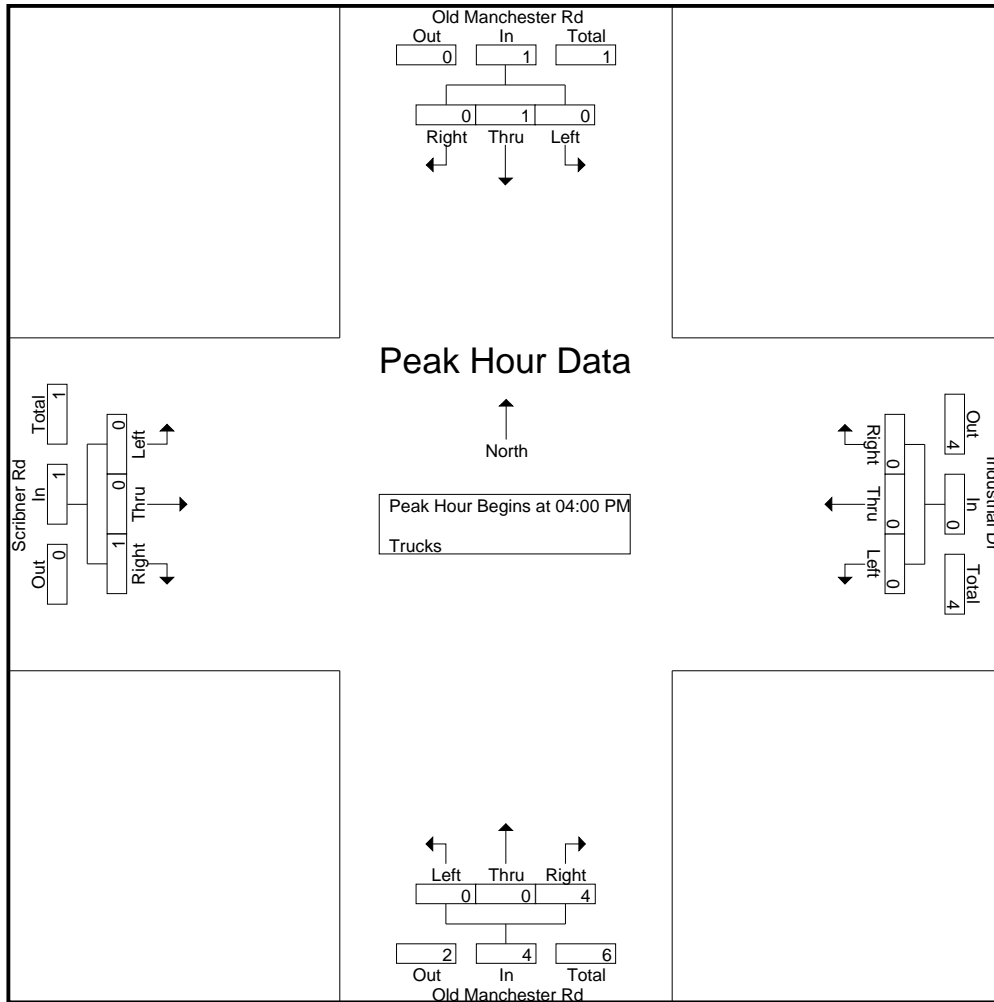 Old Manchester Rd
Out In Total
0 1 1
0 1 0
Right Thru Left
Peak Hour Data
North
Peak Hour Begins at 04:00 PM
Trucks
Scribner Rd
Out In Total
0 1 1
1 0 0
Right Thru Left
Industrial Dr
Out In Total
4 0 4
0 0 0
Right Thru Left
Left Thru Right
0 0 4
2 4 6
Out In Total
Old Manchester Rd